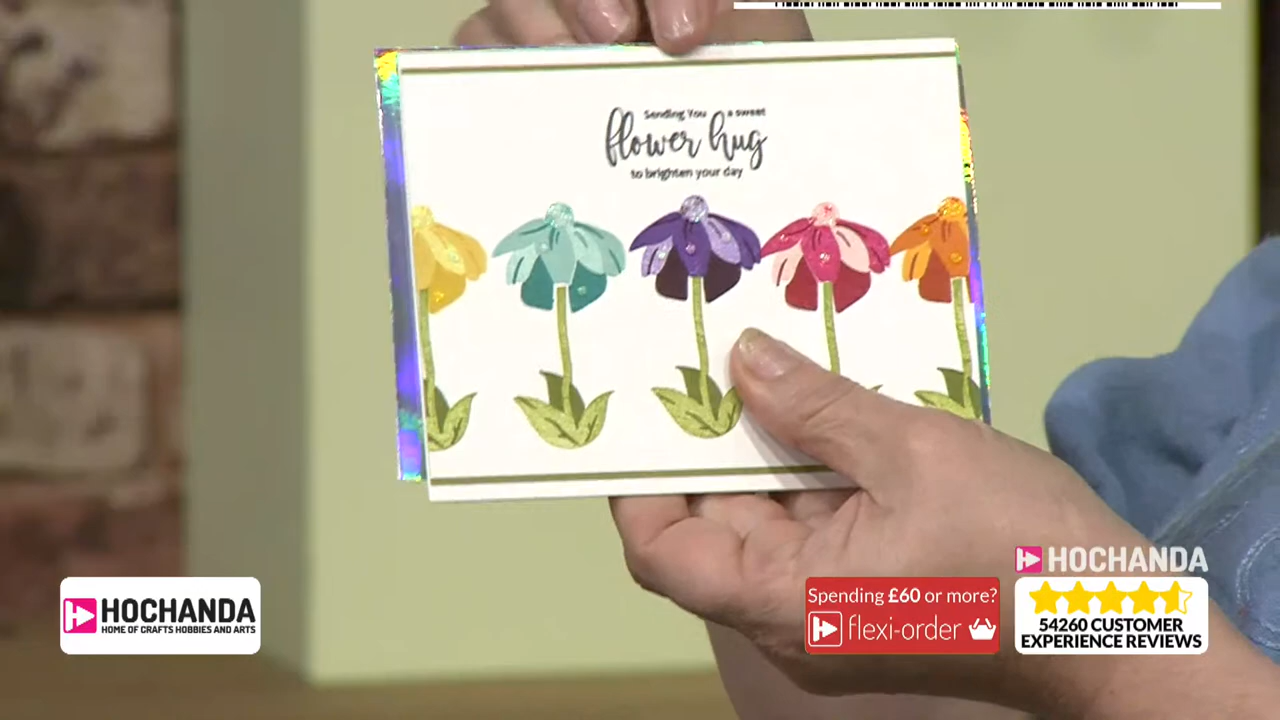 Sending You a sweet
flower hug
to brighten your day
HOCHANDA
HOME OF CRAFTS HOBBIES AND ARTS
Spending £60 or more?
flexi-order
HOCHANDA
54260 CUSTOMER
EXPERIENCE REVIEWS